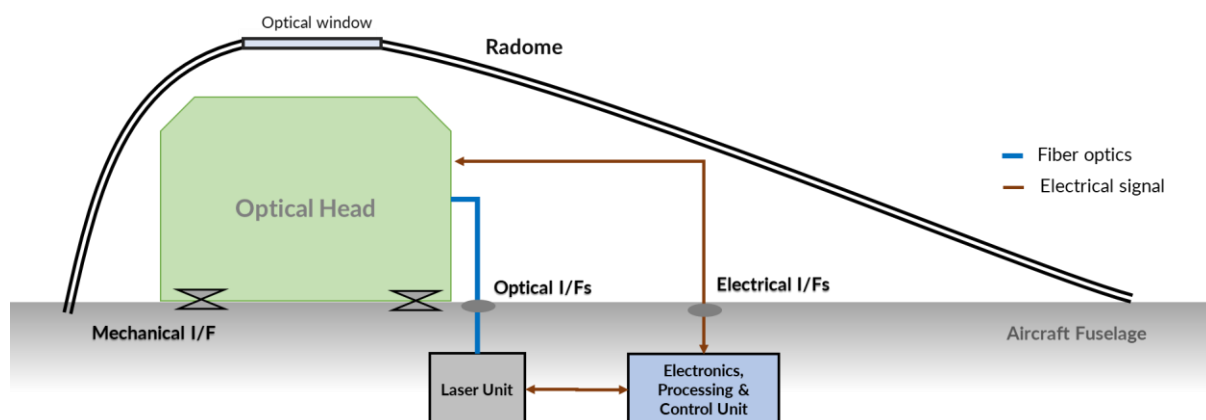 Optical window
Radome
Fiber optics
Electrical signal
Optical Head
Optical I/Fs
Electrical I/Fs
Mechanical I/F
Aircraft Fuselage
Laser Unit
Electronics,
Processing &
Control Unit